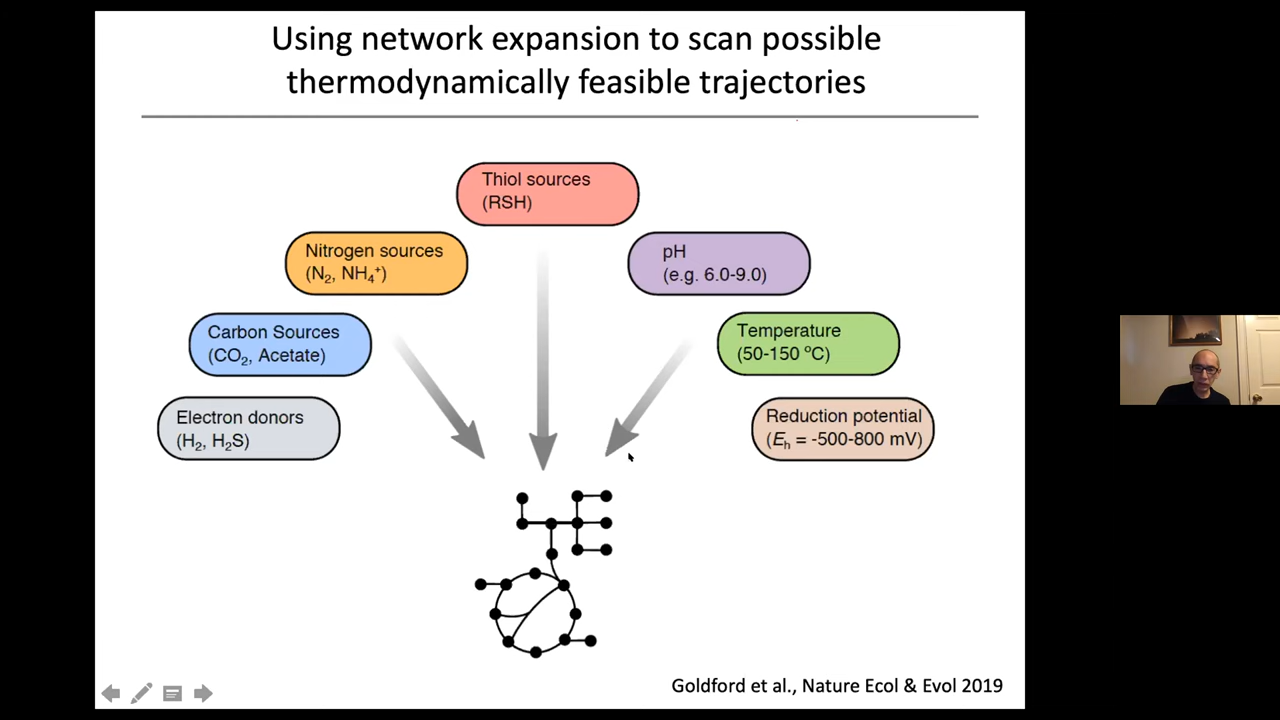 Using network expansion to scan possible
thermodynamically feasible trajectories
Thiol sources
(RSH)
Nitrogen sources
(N₂, NH₄⁺)
pH
(e.g. 6.0-9.0)
Carbon Sources
(CO₂, Acetate)
Temperature
(50-150 ºC)
Electron donors
(H₂, H₂S)
Reduction potential
(Eₕ = -500-800 mV)
Goldford et al., Nature Ecol & Evol 2019